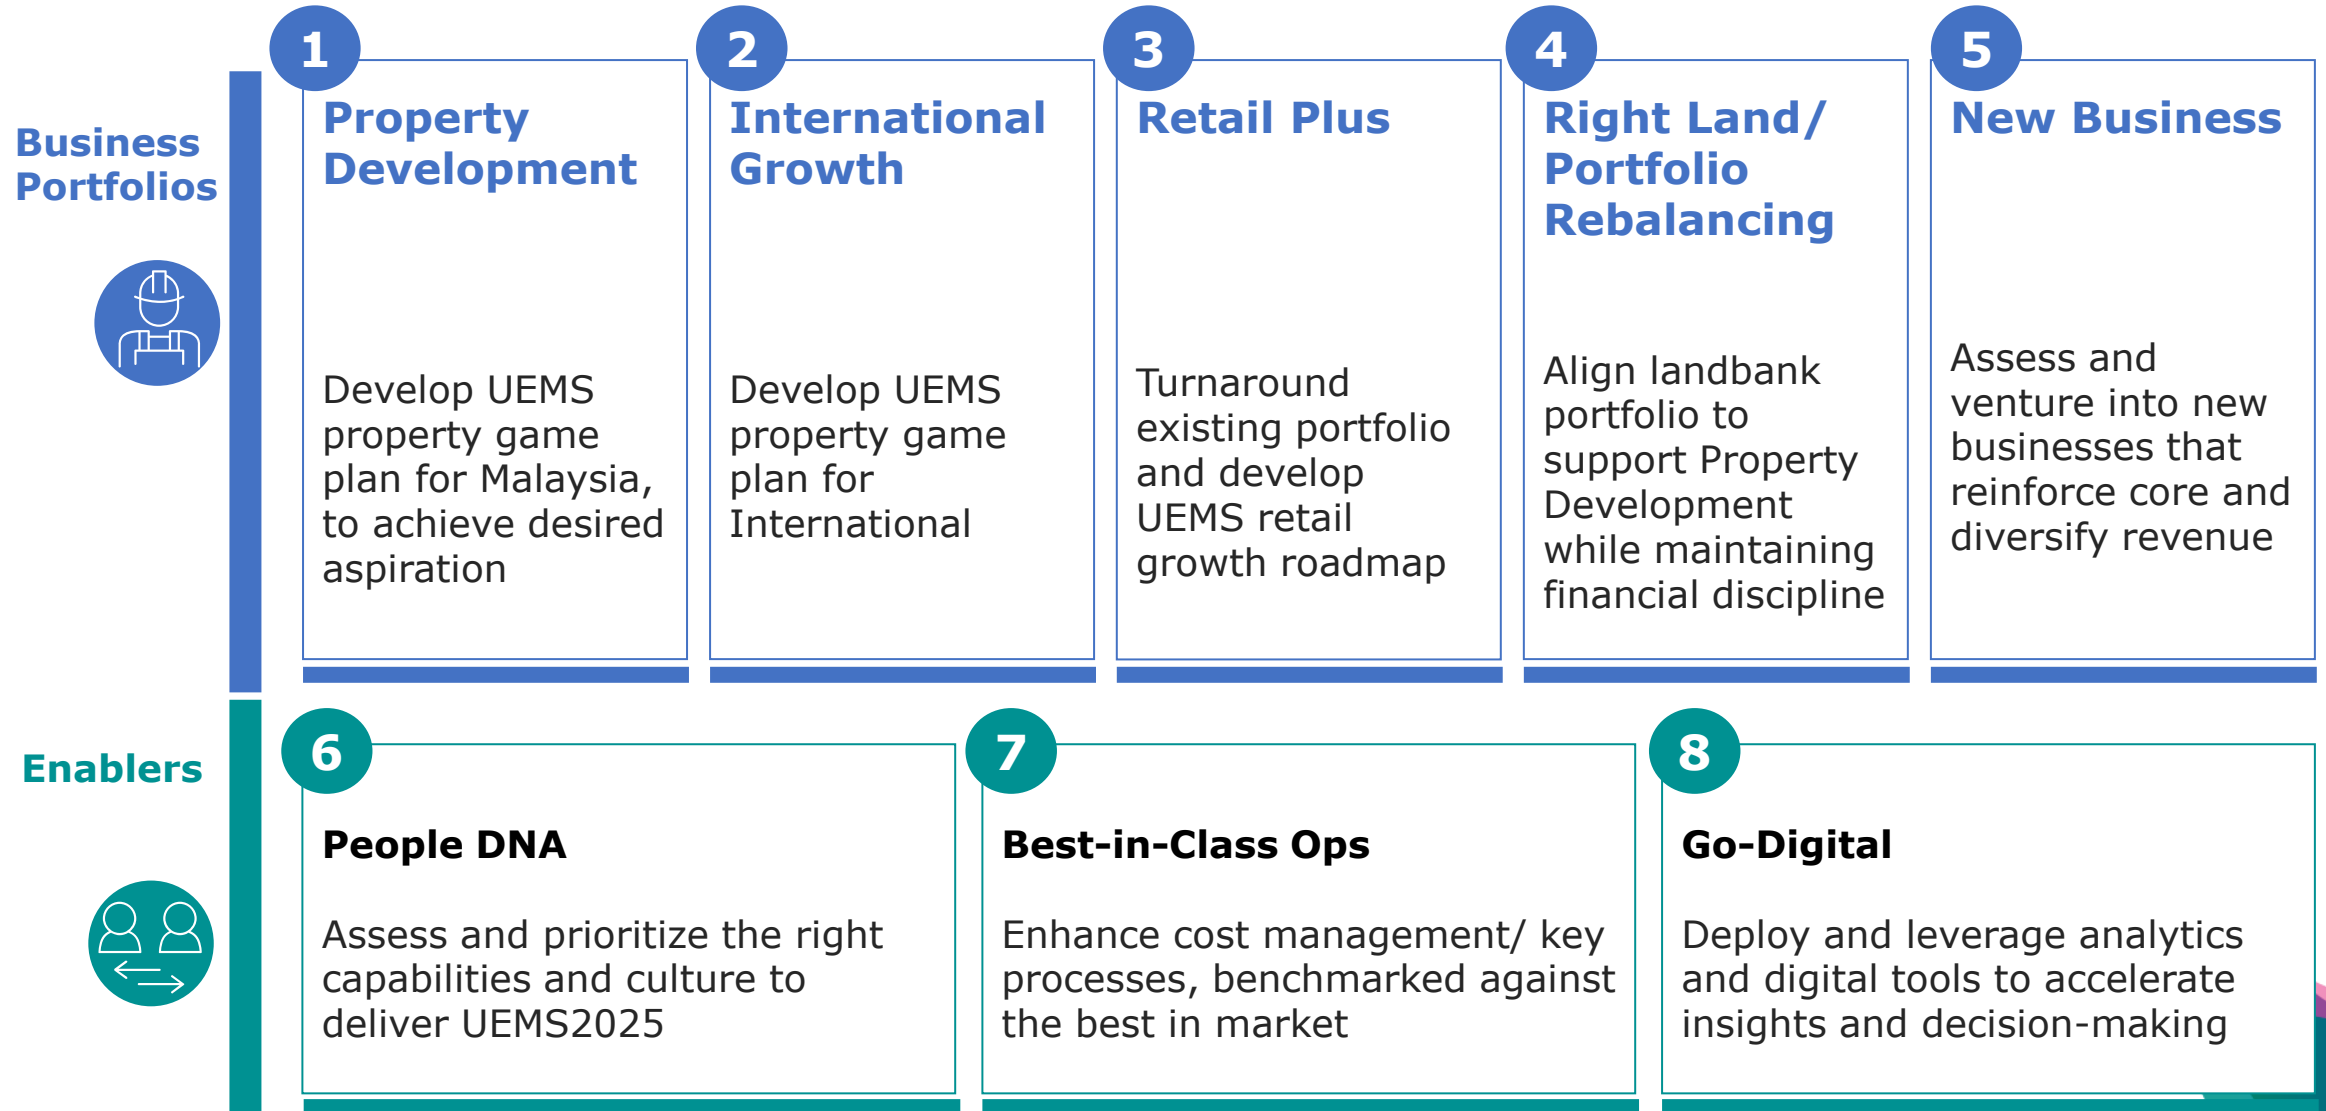 Business
Portfolios
1
Property
Development
Develop UEMS
property game
plan for Malaysia,
to achieve desired
aspiration
2
International
Growth
Develop UEMS
property game
plan for
International
3
Retail Plus
Turnaround
existing portfolio
and develop
UEMS retail
growth roadmap
4
Right Land/
Portfolio
Rebalancing
Align landbank
portfolio to
support Property
Development
while maintaining
financial discipline
5
New Business
Assess and
venture into new
businesses that
reinforce core and
diversify revenue
Enablers
6
People DNA
Assess and prioritize the right
capabilities and culture to
deliver UEMS2025
7
Best-in-Class Ops
Enhance cost management/ key
processes, benchmarked against
the best in market
8
Go-Digital
Deploy and leverage analytics
and digital tools to accelerate
insights and decision-making